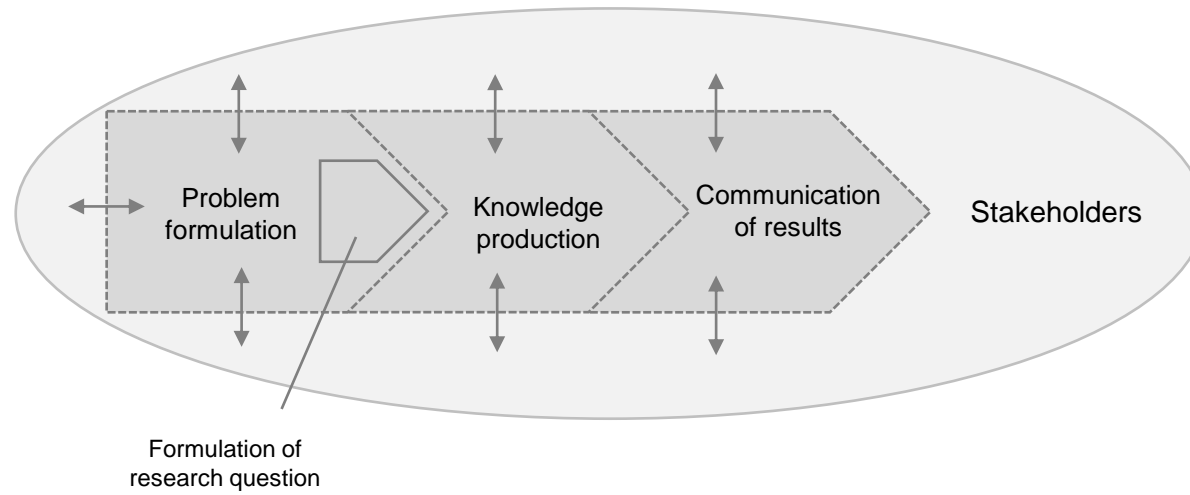 Problem
formulation
Knowledge
production
Communication
of results
Stakeholders
Formulation of
research question